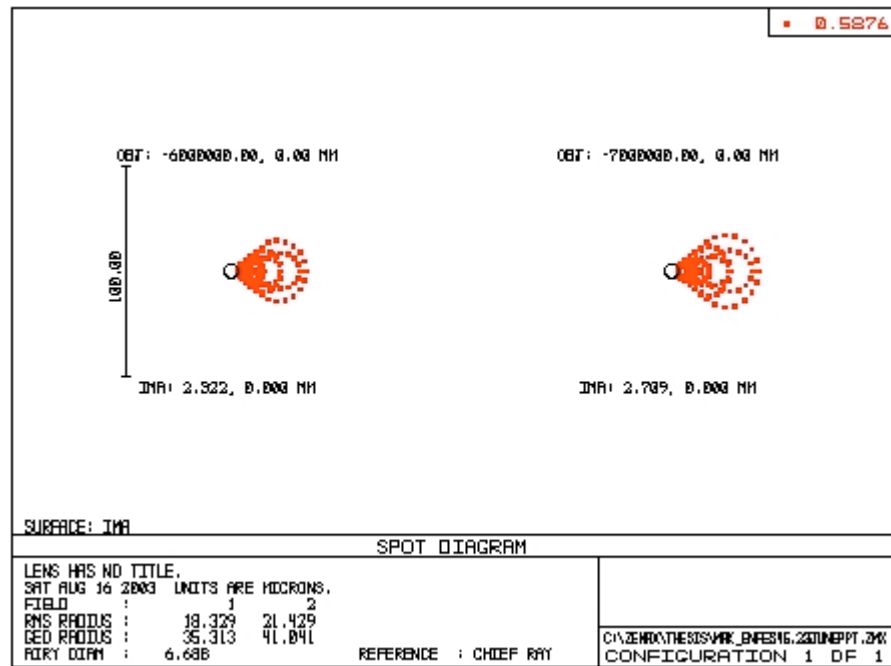 0.5876
OBJ: -6000000.00, 0.00 MM
OBJ: -7000000.00, 0.00 MM
100.00
IMA: 2.322, 0.000 MM
IMA: 2.709, 0.000 MM
SURFACE: IMA
SPOT DIAGRAM
LENS HAS NO TITLE.
SAT AUG 16 2003 UNITS ARE MICRONS.
FIELD : 1 2
RMS RADIUS : 18.329 21.429
GEO RADIUS : 35.313 41.041
AIRY DIAM : 6.688 REFERENCE : CHIEF RAY
CONFIGURATION 1 OF 1